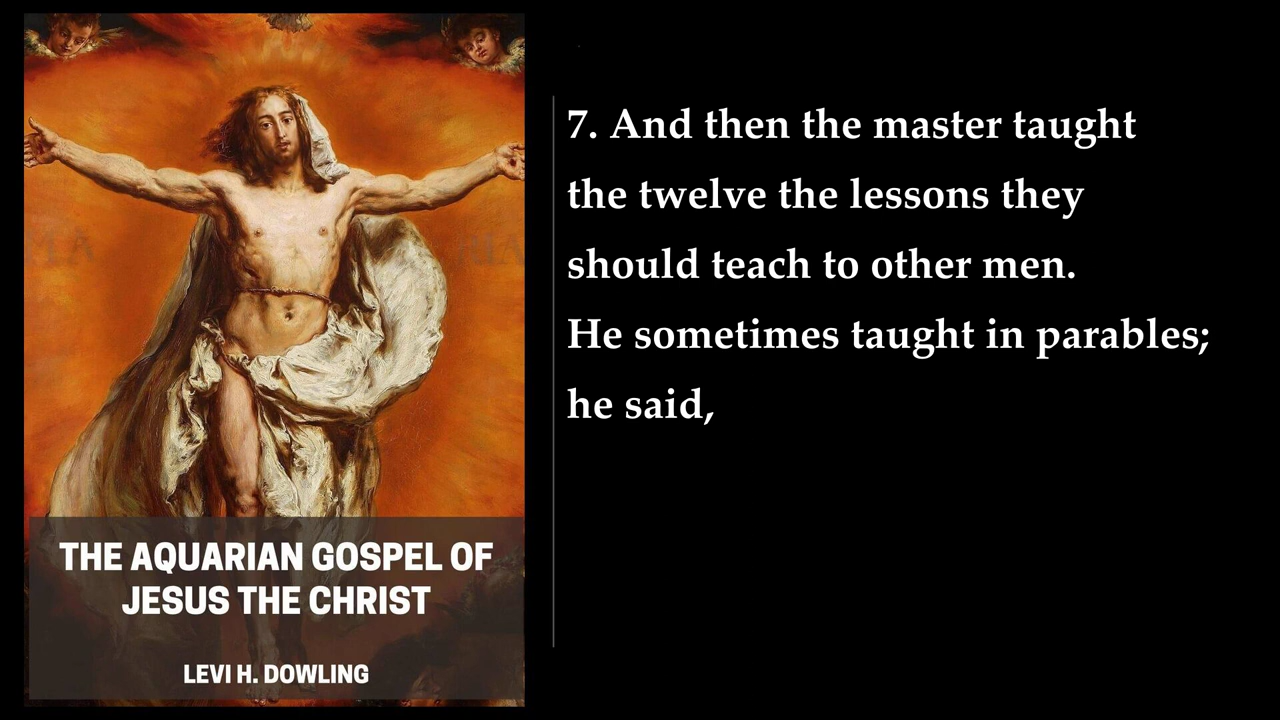 THE AQUARIAN GOSPEL OF
JESUS THE CHRIST
LEVI H. DOWLING
7. And then the master taught
the twelve the lessons they
should teach to other men.
He sometimes taught in parables;
he said,